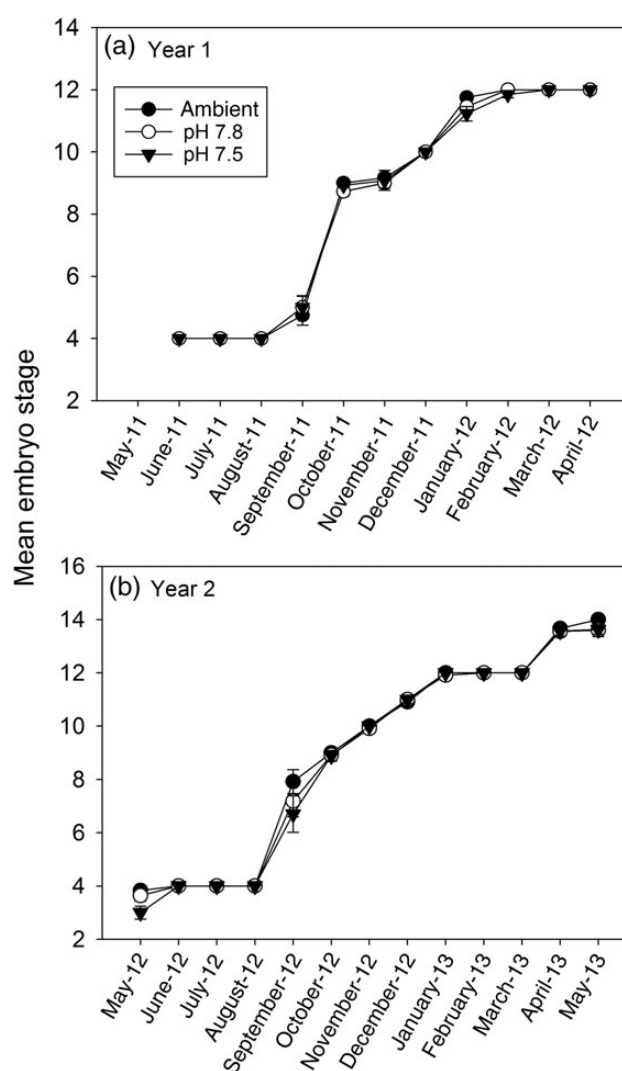 Mean embryo stage
14
(a) Year 1
Ambient
pH 7.8
pH 7.5
12
10
8
6
4
2
May-11
June-11
July-11
August-11
September-11
October-11
November-11
December-11
January-12
February-12
March-12
April-12
16
(b) Year 2
14
12
10
8
6
4
2
May-12
June-12
July-12
August-12
September-12
October-12
November-12
December-12
January-13
February-13
March-13
April-13
May-13